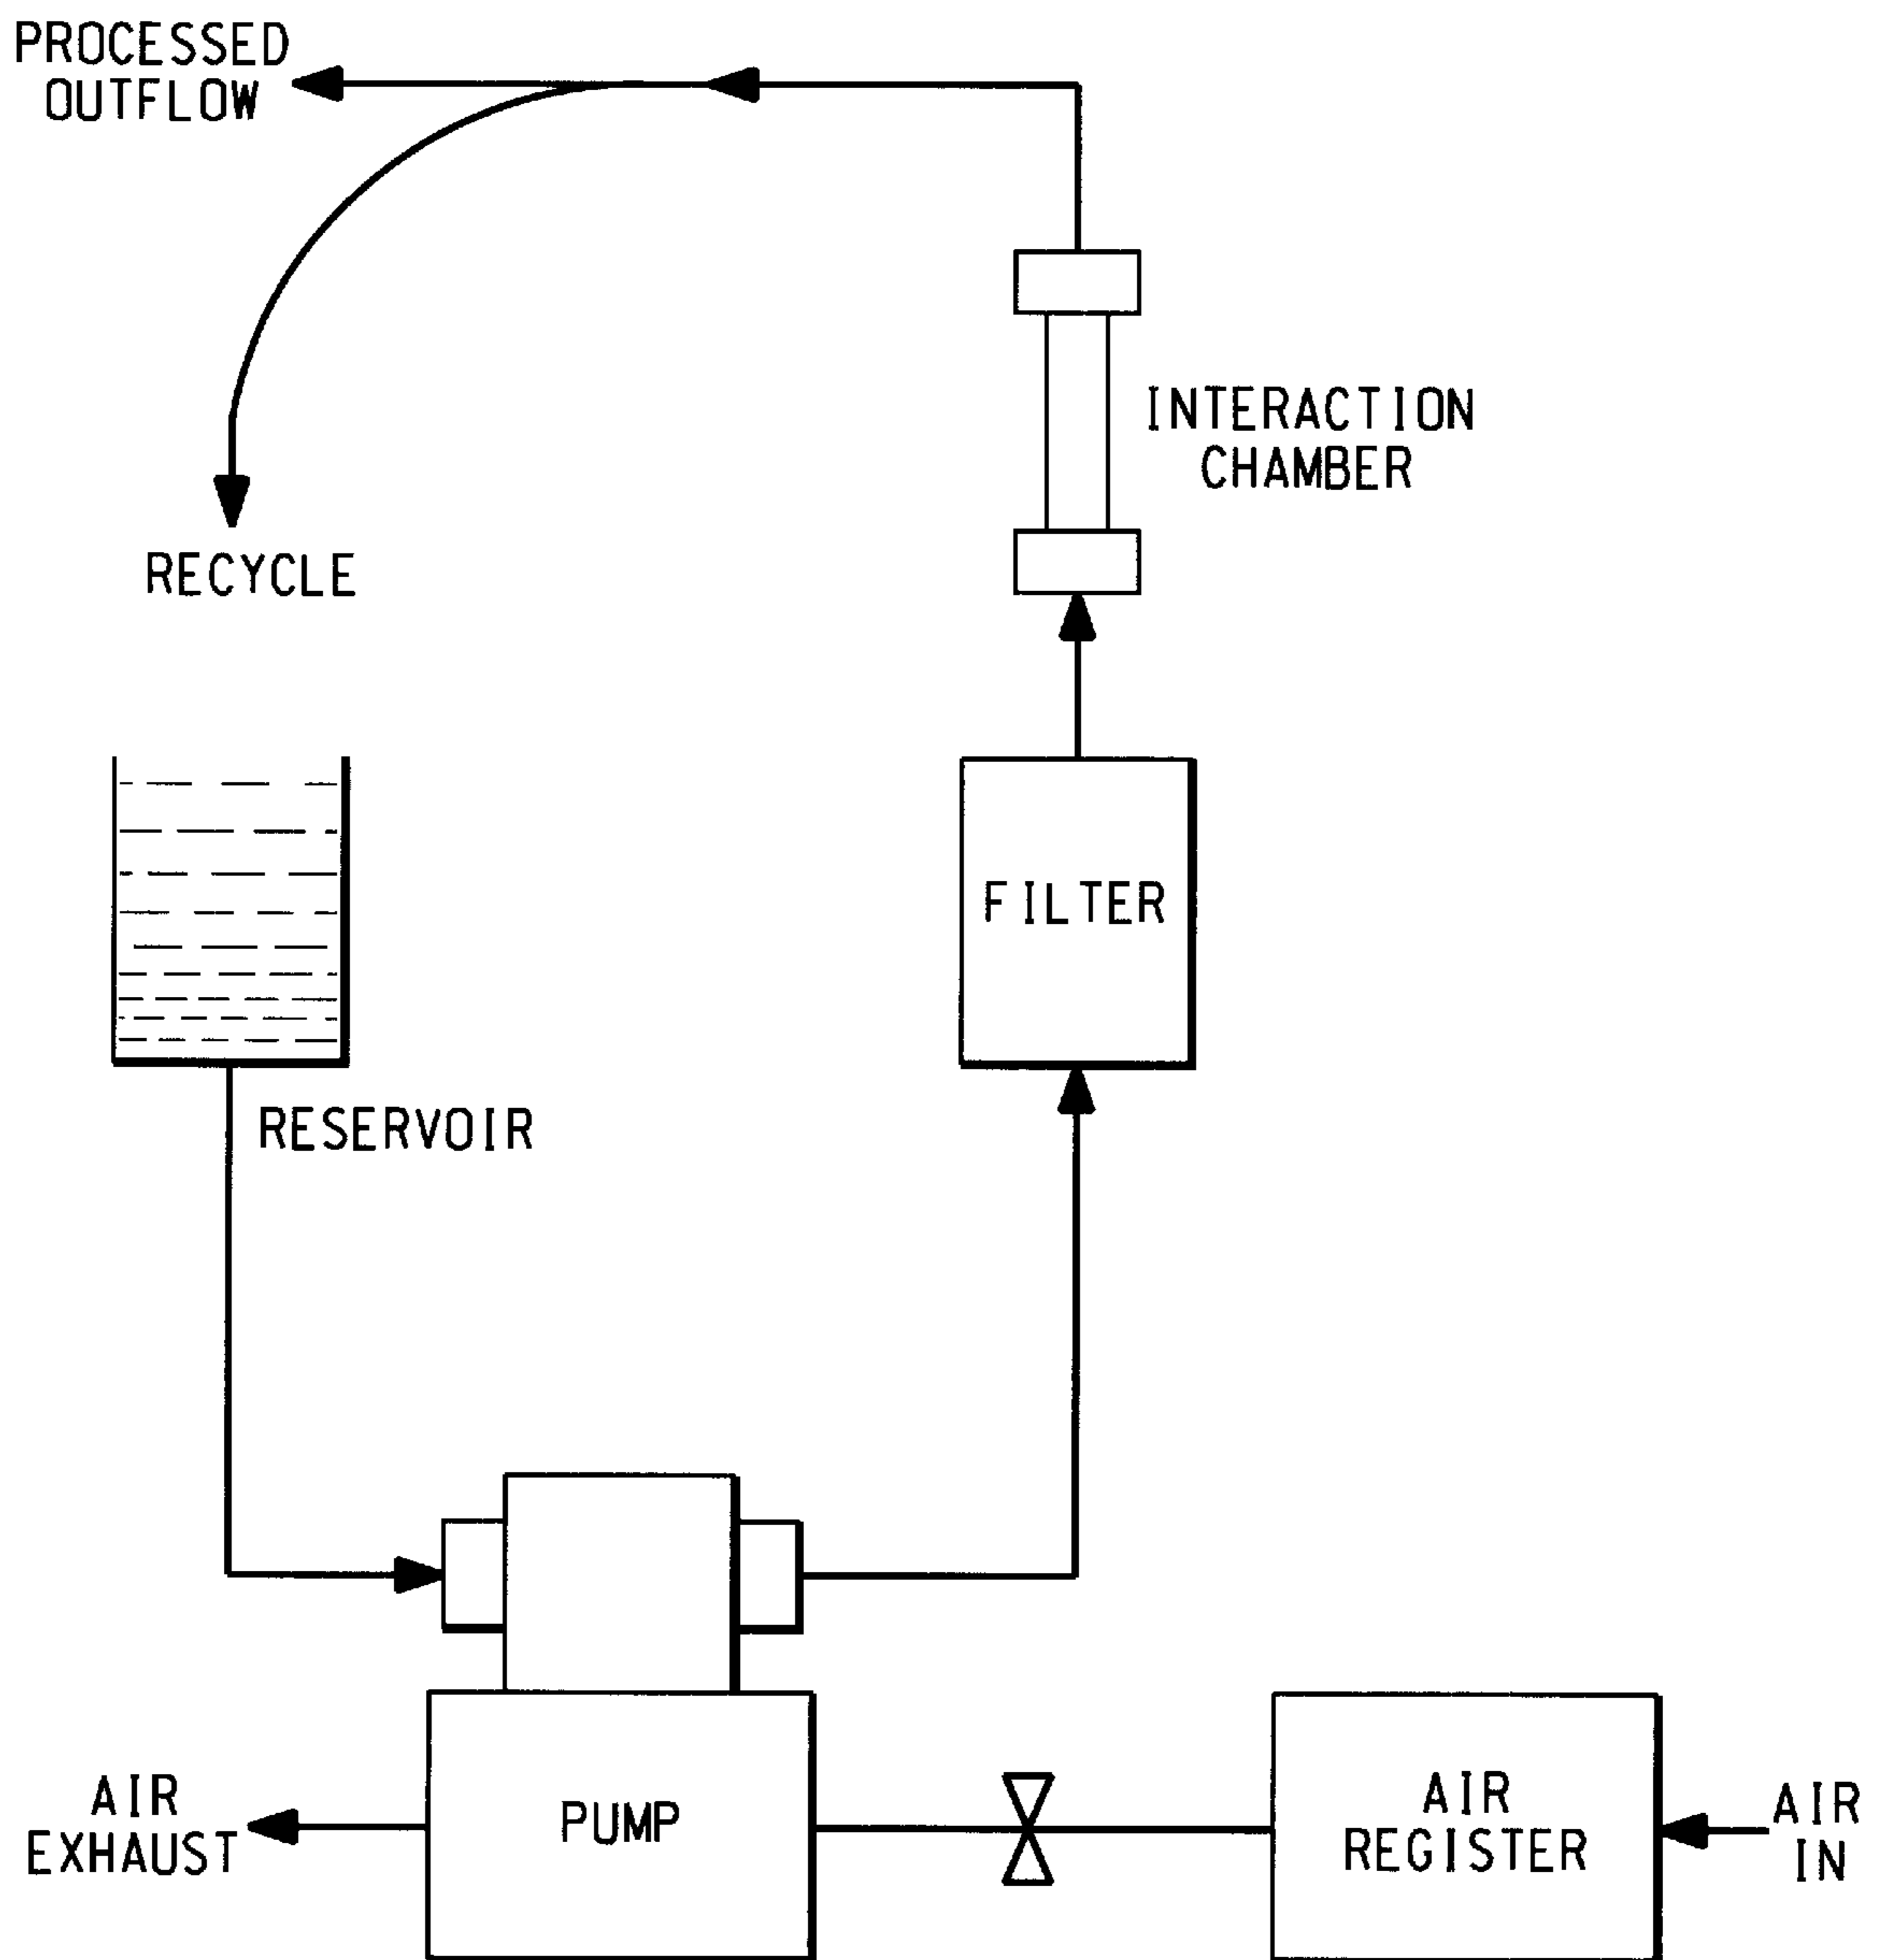 PROCESSED
OUTFLOW
INTERACTION
CHAMBER
RECYCLE
FILTER
RESERVOIR
AIR
EXHAUST
PUMP
AIR
REGISTER
AIR
IN